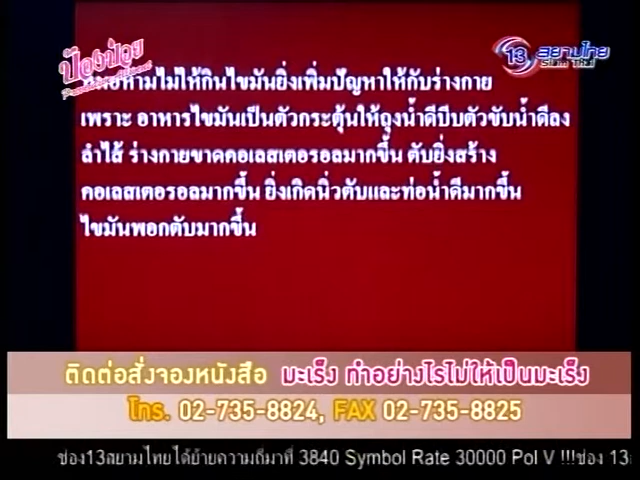 ป้องป่วย
13 สยามไทย
Siam Thai
ห้ามไม่ให้กินไขมันยิ่งเพิ่มปัญหาให้กับร่างกาย
เพราะ อาหารไขมันเป็นตัวกระตุ้นให้ถุงน้ำดีบีบตัวขับน้ำดีลง
ลำไส้ ร่างกายขาดคอเลสเตอรอลมากขึ้น ตับยิ่งสร้าง
คอเลสเตอรอลมากขึ้น ยิ่งเกิดนิ่วตับและท่อน้ำดีมากขึ้น
ไขมันพอกตับมากขึ้น
ติดต่อสั่งจองหนังสือ มะเร็ง ทำอย่างไรไม่ให้เป็นมะเร็ง
โทร. 02-735-8824, FAX 02-735-8825
ช่อง13สยามไทยได้ย้ายความถี่มาที่ 3840 Symbol Rate 30000 Pol V !!!ช่อง 13